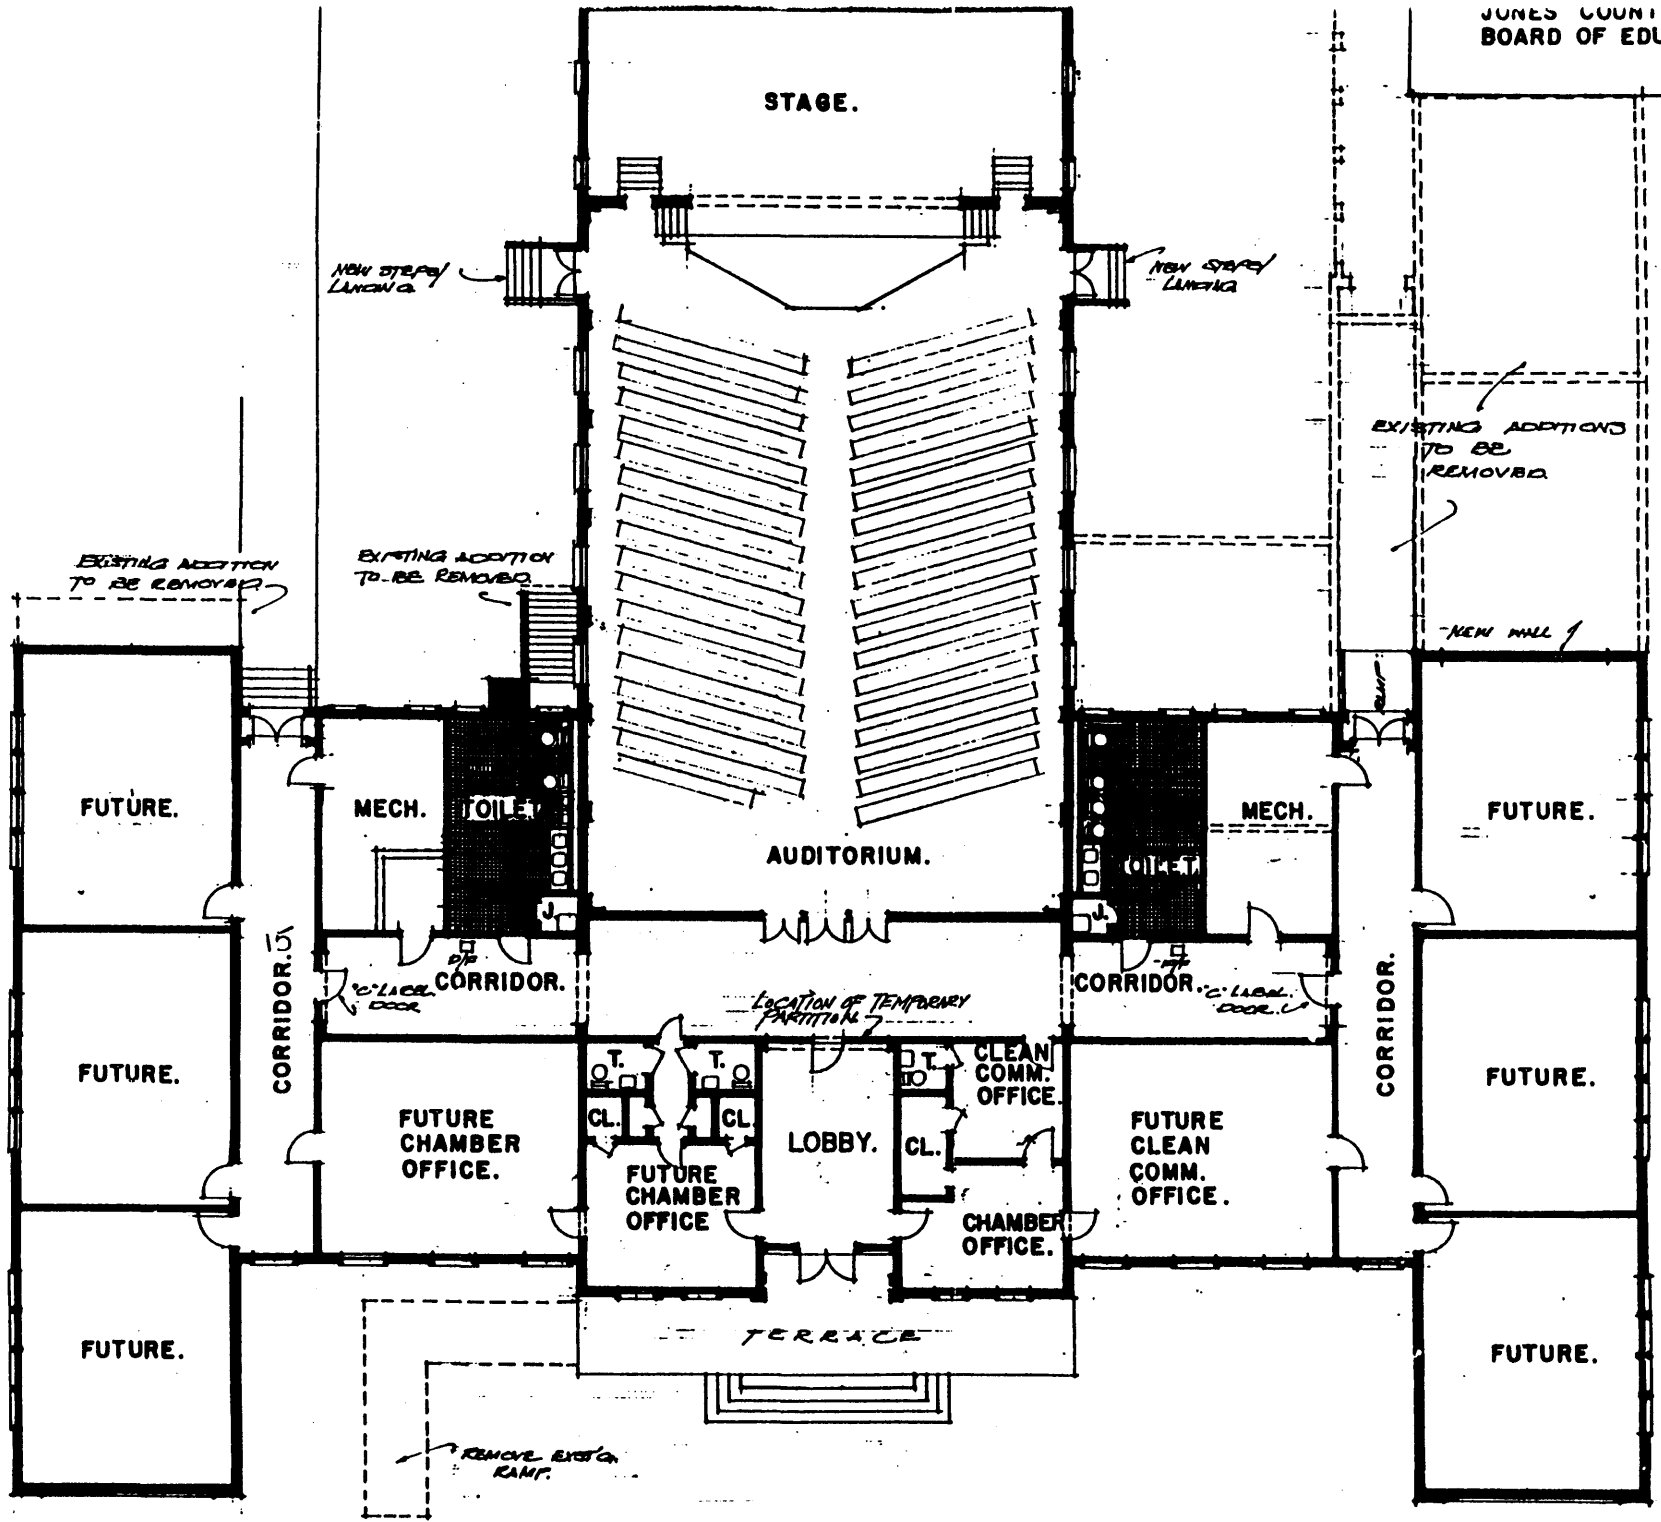 JONES COUNT
BOARD OF EDU
STAGE.
NEW STEPS/
LANDING
NEW STEPS/
LANDING
EXISTING ADDITIONS
TO BE
REMOVED.
EXISTING ADDITION
TO BE REMOVED.
EXISTING ADDITION
TO BE REMOVED.
NEW WALL
RAMP
FUTURE.
MECH.
TOILET
AUDITORIUM.
TOILET
MECH.
FUTURE.
J.
J.
CORRIDOR.
CORRIDOR.
D/F
"C" LABEL
DOOR
CORRIDOR.
"C" LABEL
DOOR.
CORRIDOR.
LOCATION OF TEMPORARY
PARTITION
FUTURE.
T.
T.
T.
CLEAN
COMM.
OFFICE.
FUTURE.
FUTURE
CHAMBER
OFFICE.
CL.
CL.
LOBBY.
CL.
FUTURE
CLEAN
COMM.
OFFICE.
FUTURE
CHAMBER
OFFICE
CHAMBER
OFFICE.
FUTURE.
TERRACE
FUTURE.
REMOVE EXIST'G
RAMP.